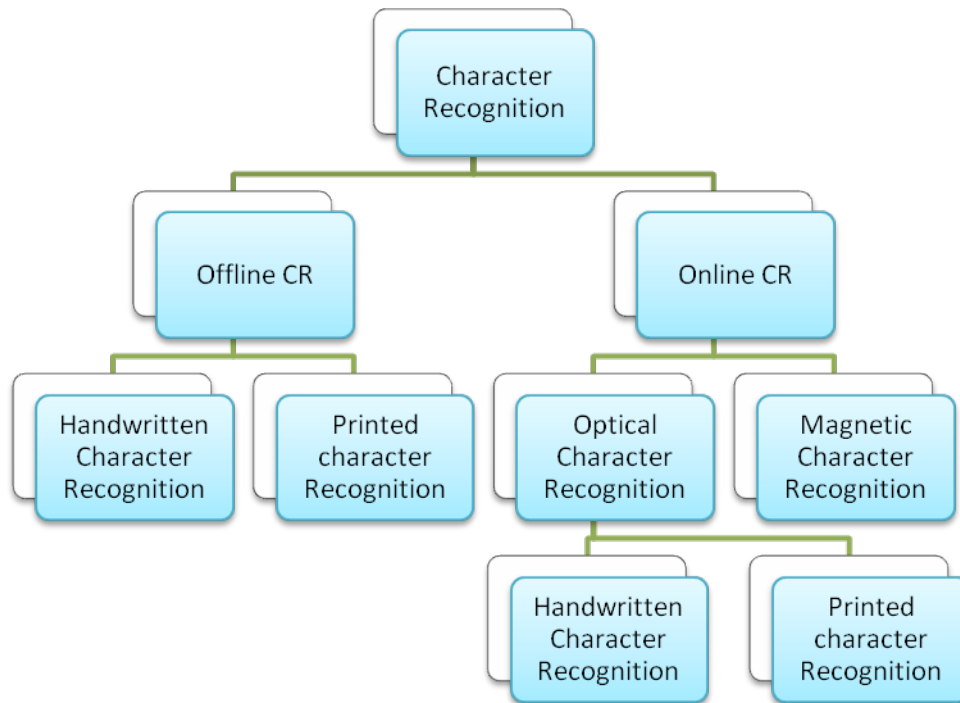 Character
Recognition
Offline CR
Online CR
Handwritten
Character
Recognition
Printed
character
Recognition
Optical
Character
Recognition
Magnetic
Character
Recognition
Handwritten
Character
Recognition
Printed
character
Recognition